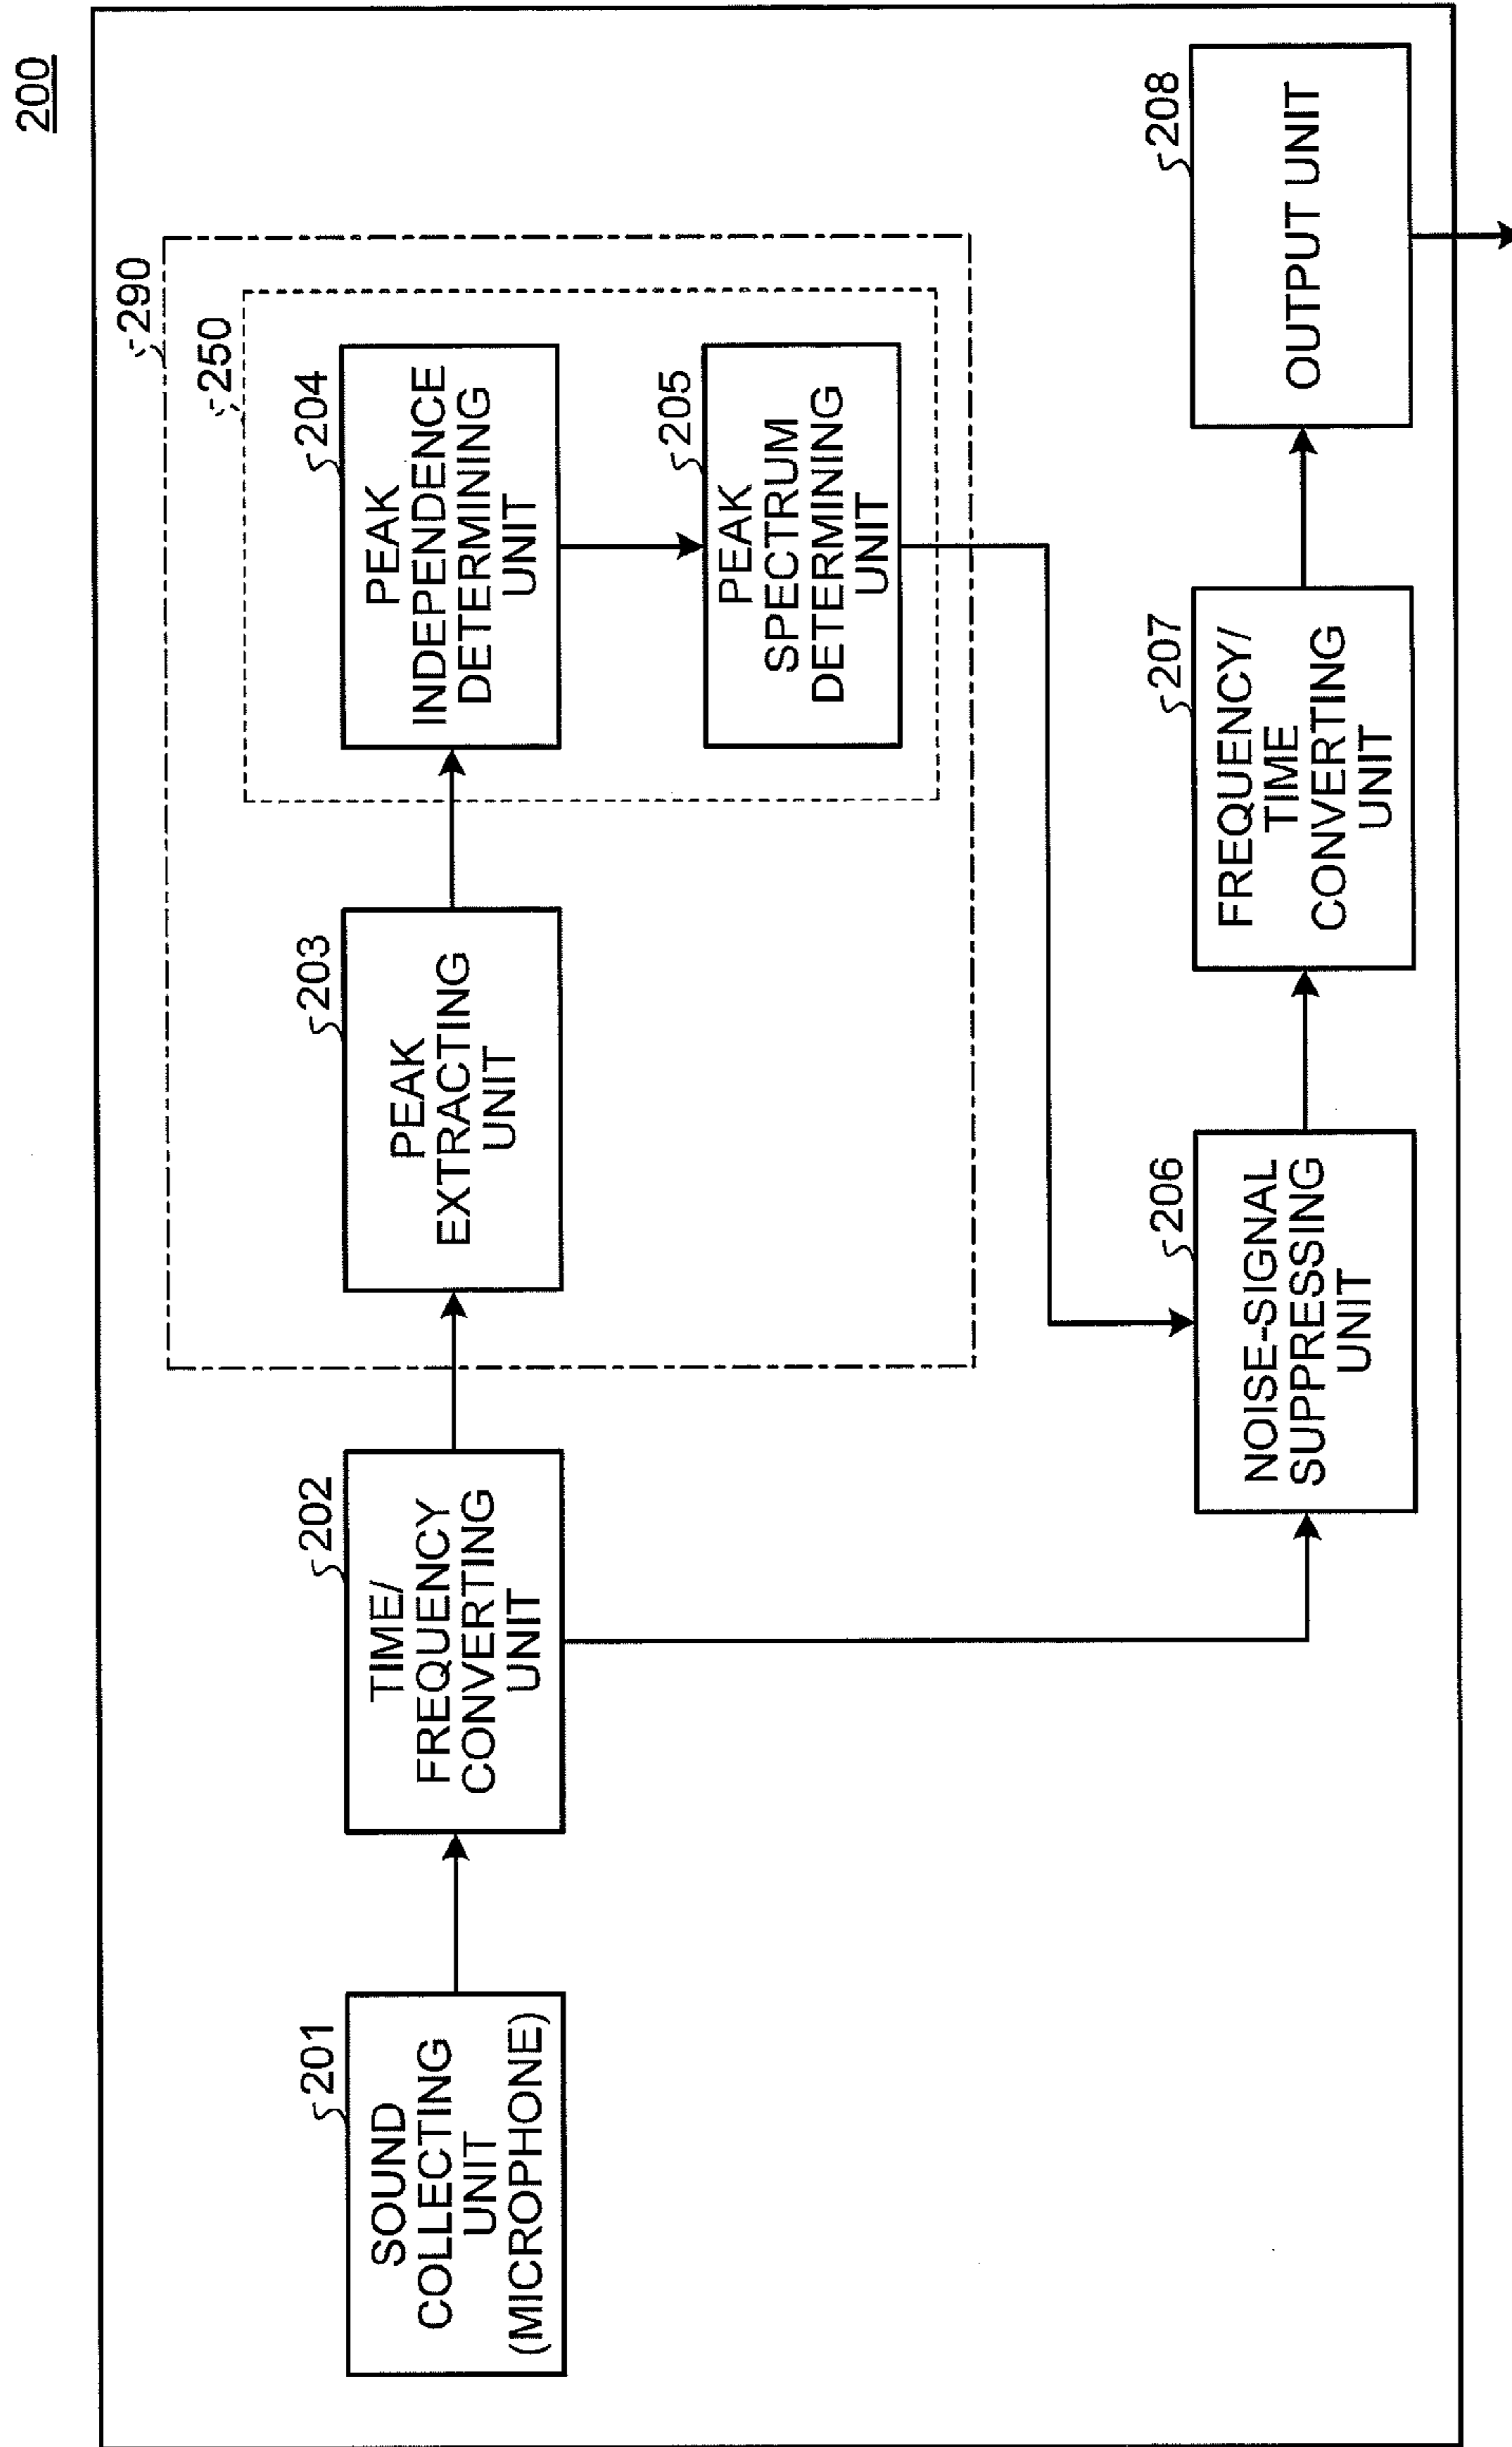 200
290
250
201
SOUND
COLLECTING
UNIT
(MICROPHONE)
202
TIME/
FREQUENCY
CONVERTING
UNIT
203
PEAK
EXTRACTING
UNIT
204
PEAK
INDEPENDENCE
DETERMINING
UNIT
205
PEAK
SPECTRUM
DETERMINING
UNIT
206
NOISE-SIGNAL
SUPPRESSING
UNIT
207
FREQUENCY/
TIME
CONVERTING
UNIT
208
OUTPUT UNIT